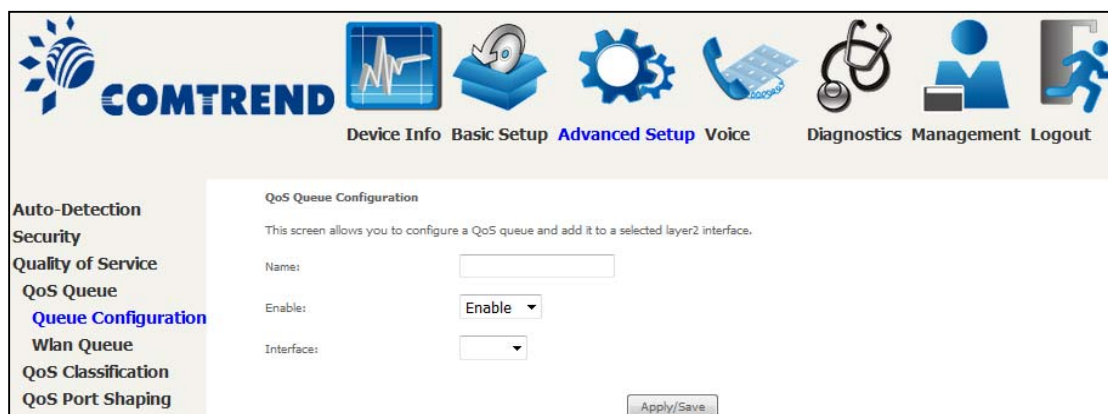 COMTREND
Device Info Basic Setup Advanced Setup Voice Diagnostics Management Logout
Auto-Detection
Security
Quality of Service
QoS Queue
Queue Configuration
Wlan Queue
QoS Classification
QoS Port Shaping
QoS Queue Configuration
This screen allows you to configure a QoS queue and add it to a selected layer2 interface.
Name:
Enable: Enable
Interface:
Apply/Save